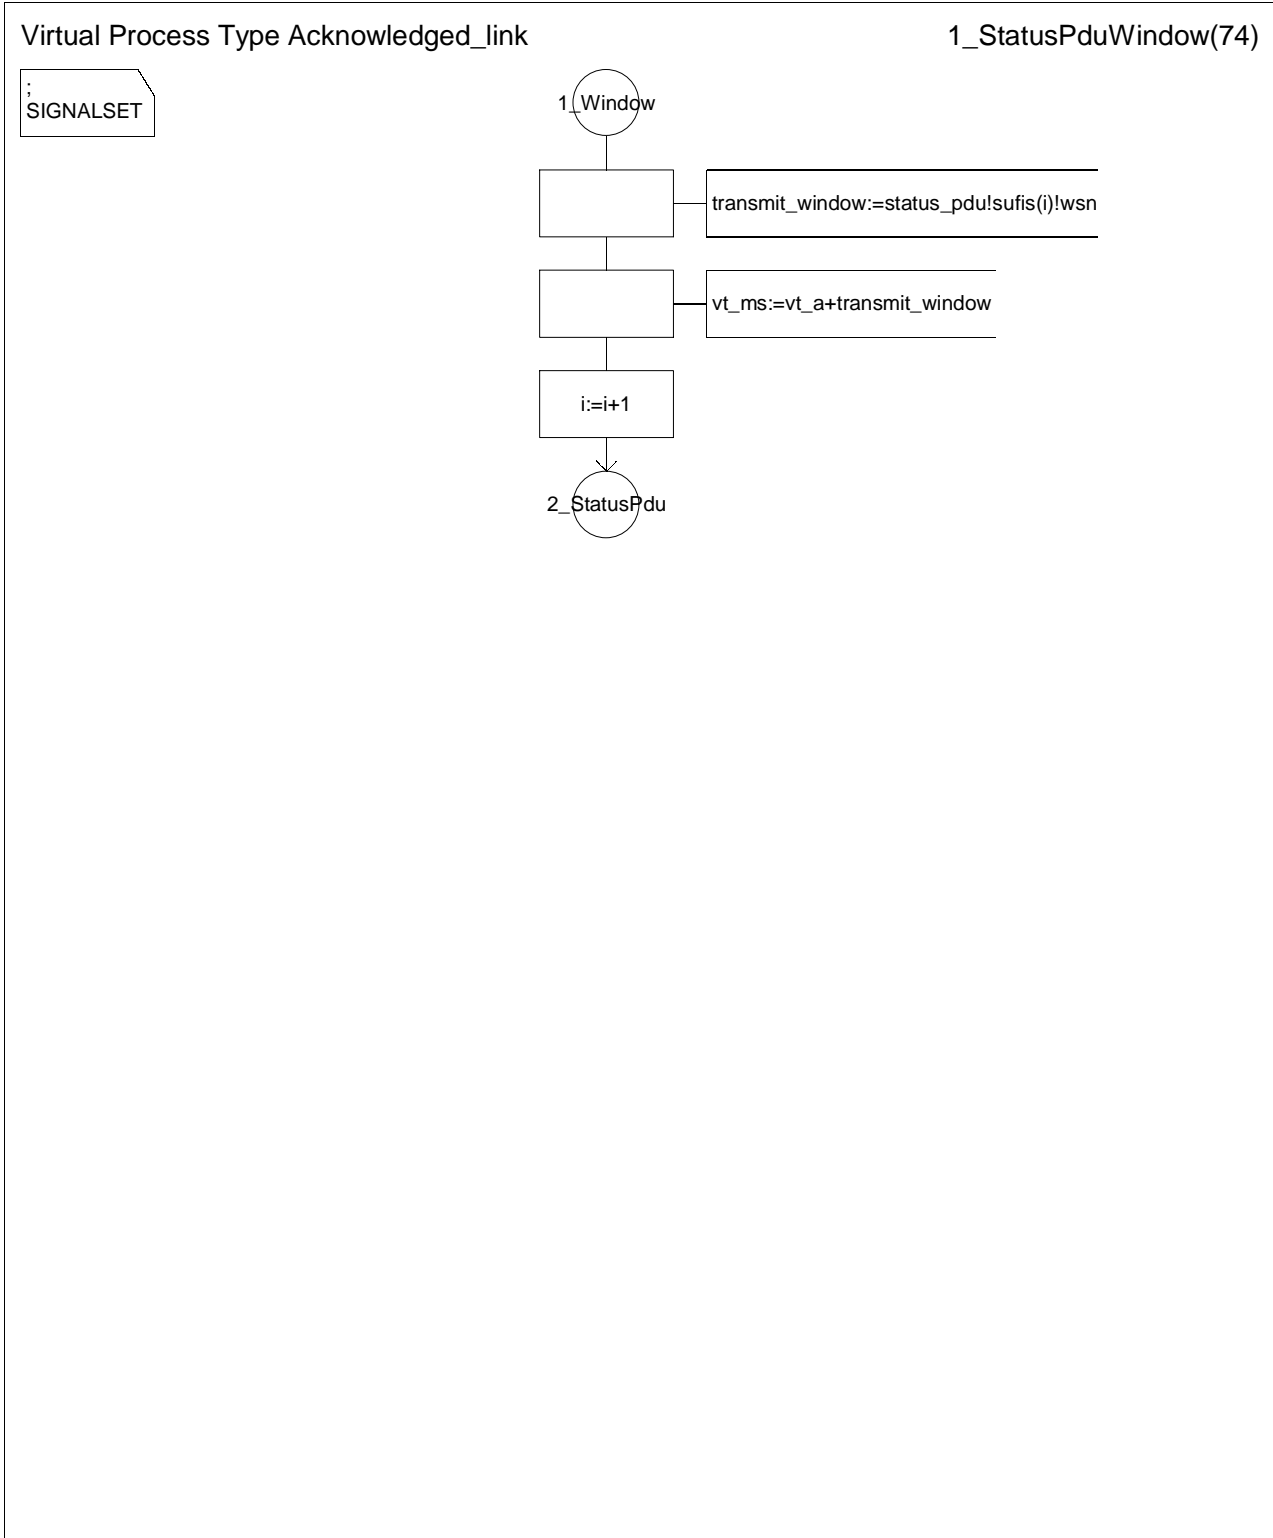 Virtual Process Type Acknowledged_link
1_StatusPduWindow(74)
;
SIGNALSET
1_Window
transmit_window:=status_pdu!sufis(i)!wsn
vt_ms:=vt_a+transmit_window
i:=i+1
2_StatusPdu